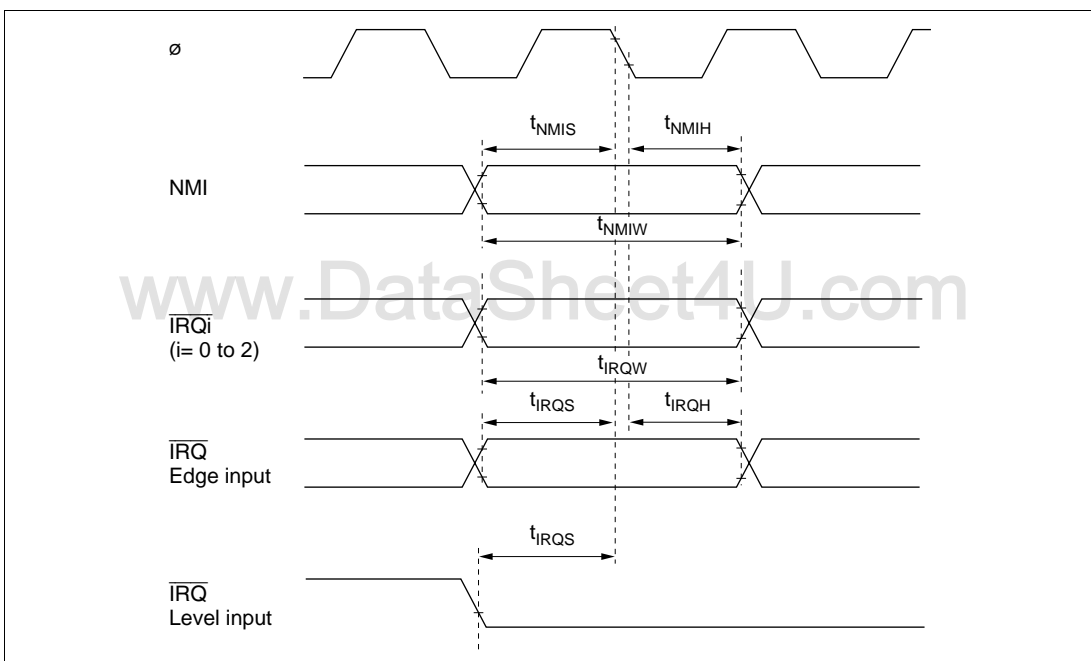 ø
tNMIS
tNMIH
NMI
tNMIW
www.DataSheet4U.com
IRQi
(i= 0 to 2)
tIRQW
tIRQS
tIRQH
IRQ
Edge input
tIRQS
IRQ
Level input